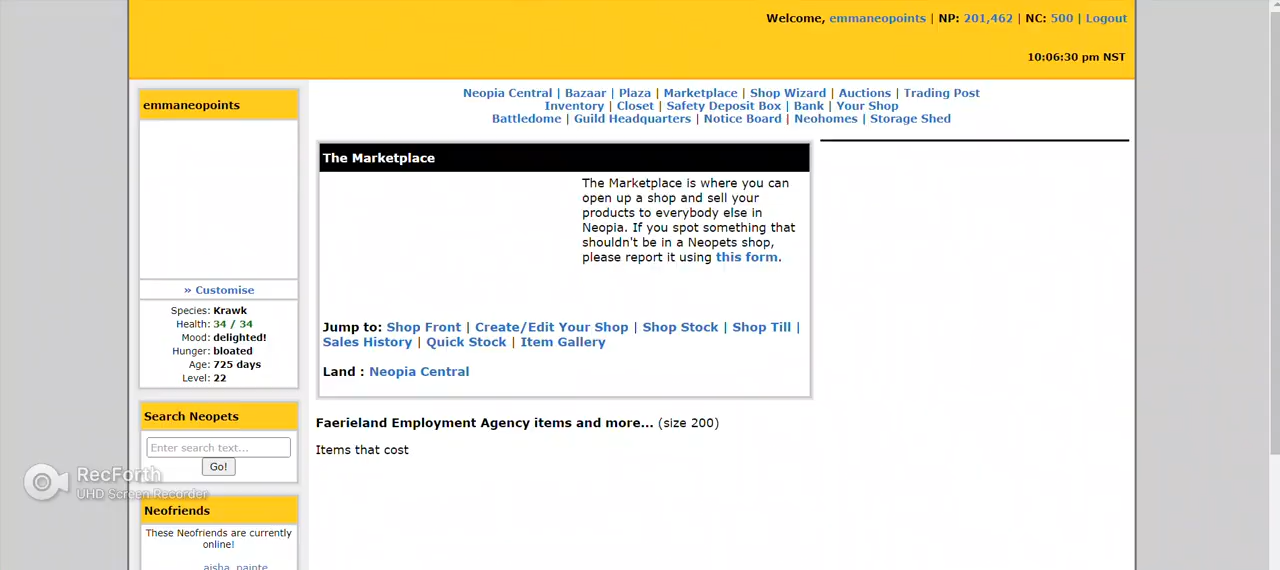 Welcome, emmaneopoints | NP: 201,462 | NC: 500 | Logout
10:06:30 pm NST
emmaneopoints
» Customise
Species: Krawk
Health: 34 / 34
Mood: delighted!
Hunger: bloated
Age: 725 days
Level: 22
Search Neopets
Enter search text...
Go!
RecForth
UHD Screen Recorder
Neofriends
These Neofriends are currently
online!
aisha_painte
Neopia Central | Bazaar | Plaza | Marketplace | Shop Wizard | Auctions | Trading Post
Inventory | Closet | Safety Deposit Box | Bank | Your Shop
Battledome | Guild Headquarters | Notice Board | Neohomes | Storage Shed
The Marketplace
The Marketplace is where you can
open up a shop and sell your
products to everybody else in
Neopia. If you spot something that
shouldn't be in a Neopets shop,
please report it using this form.
Jump to: Shop Front | Create/Edit Your Shop | Shop Stock | Shop Till |
Sales History | Quick Stock | Item Gallery
Land : Neopia Central
Faerieland Employment Agency items and more... (size 200)
Items that cost